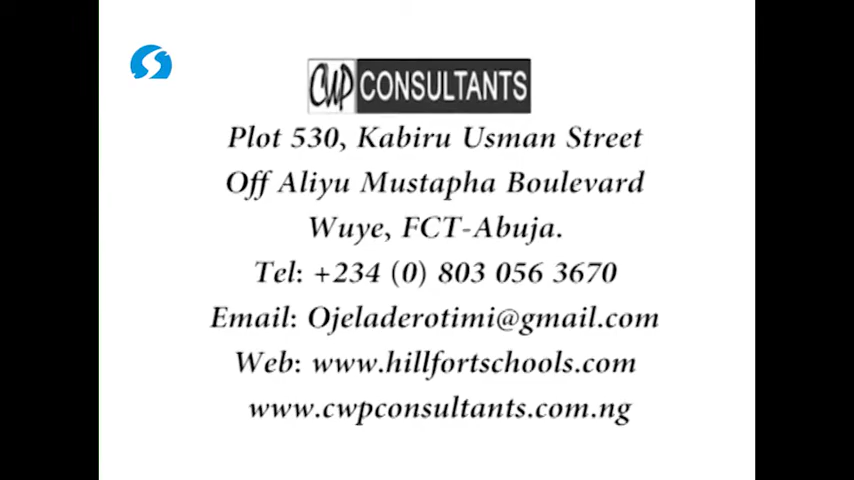 CWP CONSULTANTS
Plot 530, Kabiru Usman Street
Off Aliyu Mustapha Boulevard
Wuye, FCT-Abuja.
Tel: +234 (0) 803 056 3670
Email: Ojeladerotimi@gmail.com
Web: www.hillfortschools.com
www.cwpconsultants.com.ng